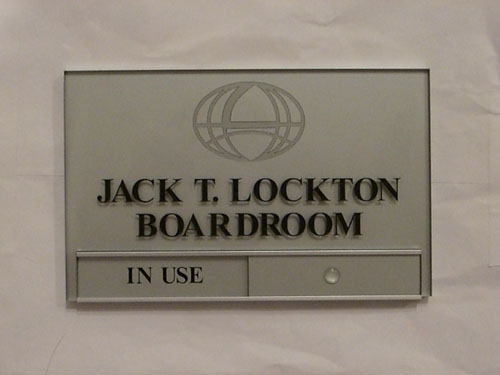 JACK T. LOCKTON
BOARDROOM
IN USE